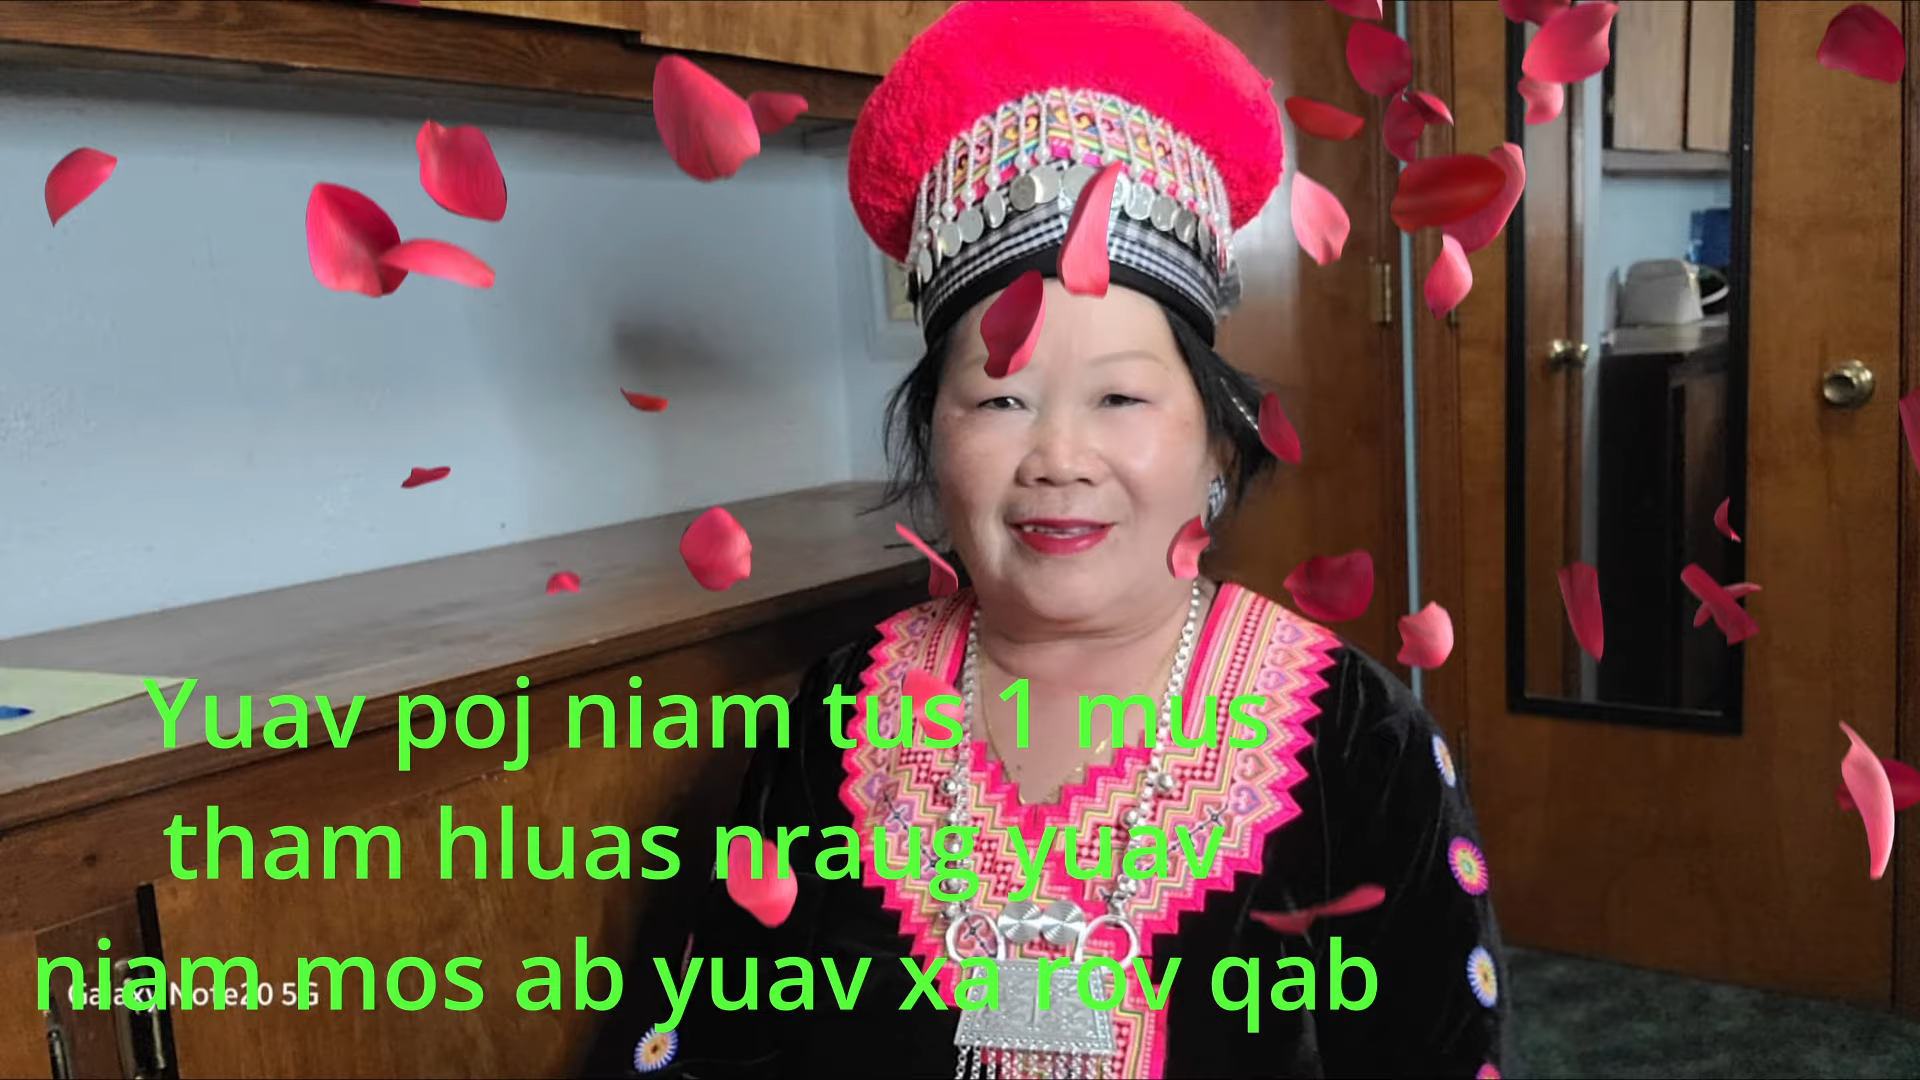 Yuav poj niam tus 1 mus
tham hluas nraug yuav
niam mos ab yuav xa rov qab
Galaxy Note20 5G